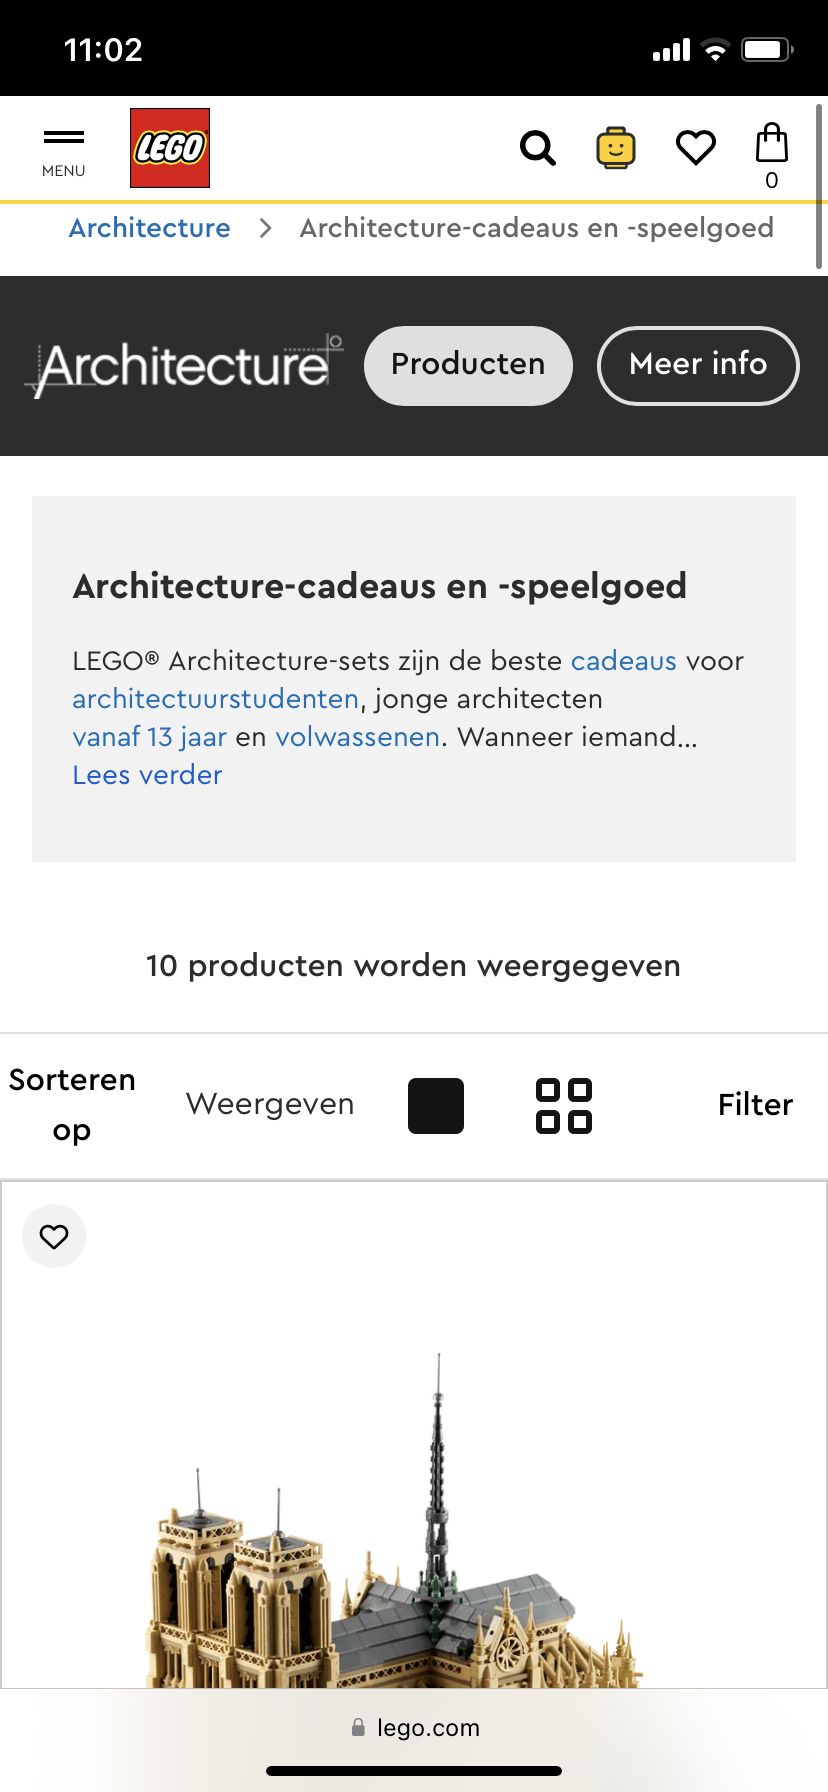 11:02
MENU
LEGO
0
Architecture > Architecture-cadeaus en -speelgoed
Architecture
Producten
Meer info
Architecture-cadeaus en -speelgoed
LEGO® Architecture-sets zijn de beste cadeaus voor
architectuurstudenten, jonge architecten
vanaf 13 jaar en volwassenen. Wanneer iemand...
Lees verder
10 producten worden weergegeven
Sorteren
op
Weergeven
Filter
lego.com